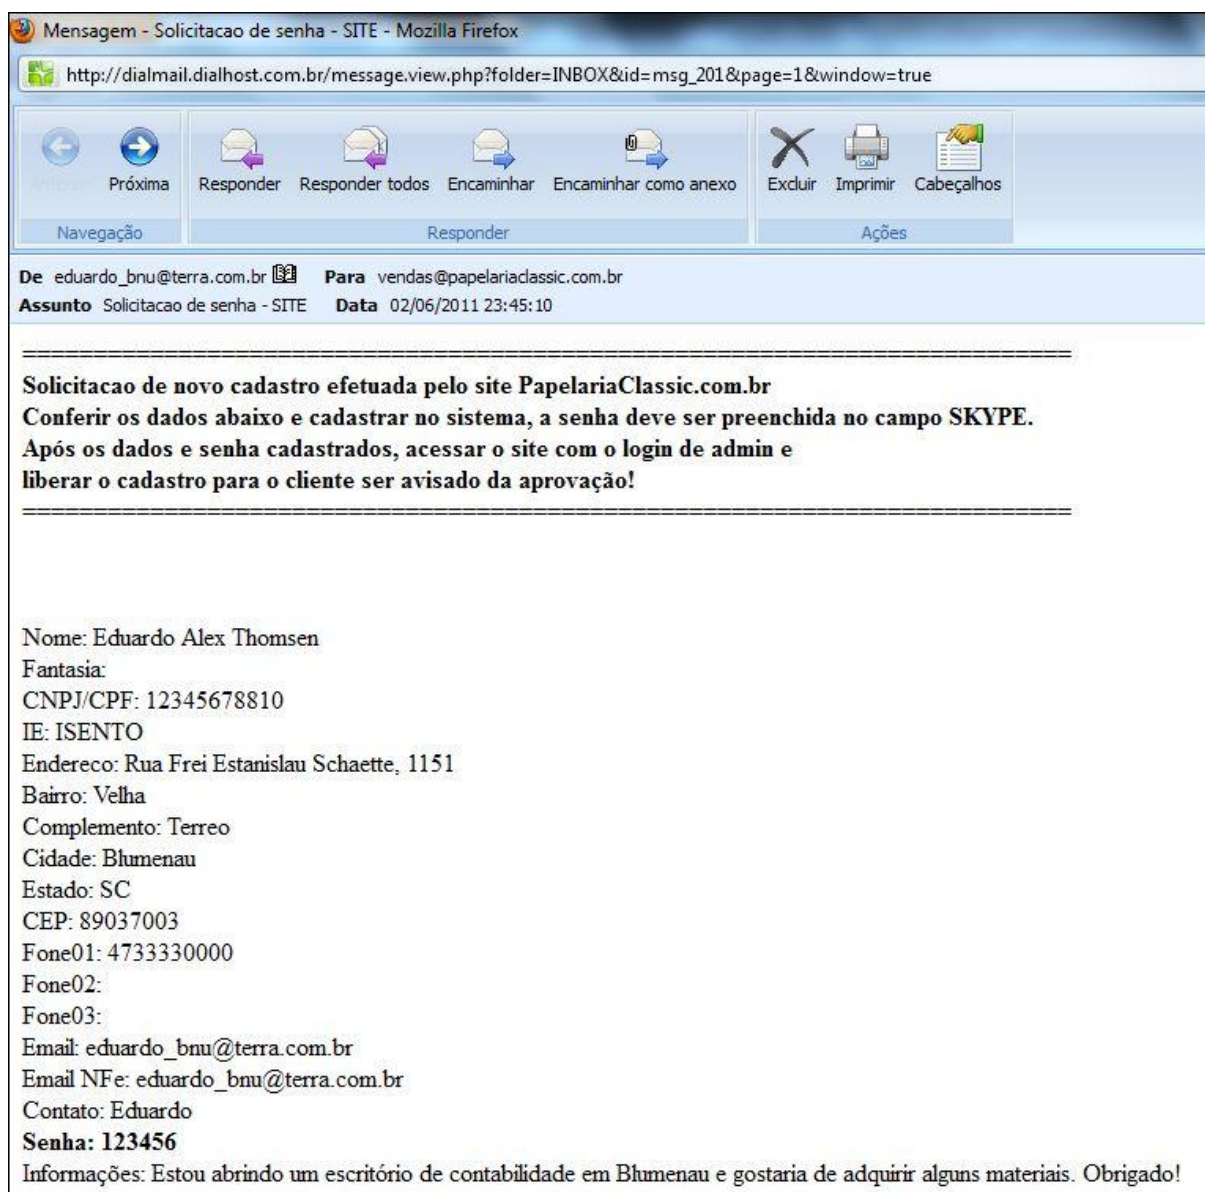 Mensagem - Solicitacao de senha - SITE - Mozilla Firefox
http://dialmail.dialhost.com.br/message.view.php?folder=INBOX&id=msg_201&page=1&window=true
Anterior Próxima Responder Responder todos Encaminhar Encaminhar como anexo Excluir Imprimir Cabeçalhos
Navegação Responder Ações
De eduardo_bnu@terra.com.br Para vendas@papelariaclassic.com.br
Assunto Solicitacao de senha - SITE Data 02/06/2011 23:45:10
==========================================================================
Solicitacao de novo cadastro efetuada pelo site PapelariaClassic.com.br
Conferir os dados abaixo e cadastrar no sistema, a senha deve ser preenchida no campo SKYPE.
Após os dados e senha cadastrados, acessar o site com o login de admin e
liberar o cadastro para o cliente ser avisado da aprovação!
==========================================================================
Nome: Eduardo Alex Thomsen
Fantasia:
CNPJ/CPF: 12345678810
IE: ISENTO
Endereco: Rua Frei Estanislau Schaette, 1151
Bairro: Velha
Complemento: Terreo
Cidade: Blumenau
Estado: SC
CEP: 89037003
Fone01: 4733330000
Fone02:
Fone03:
Email: eduardo_bnu@terra.com.br
Email NFe: eduardo_bnu@terra.com.br
Contato: Eduardo
Senha: 123456
Informações: Estou abrindo um escritório de contabilidade em Blumenau e gostaria de adquirir alguns materiais. Obrigado!